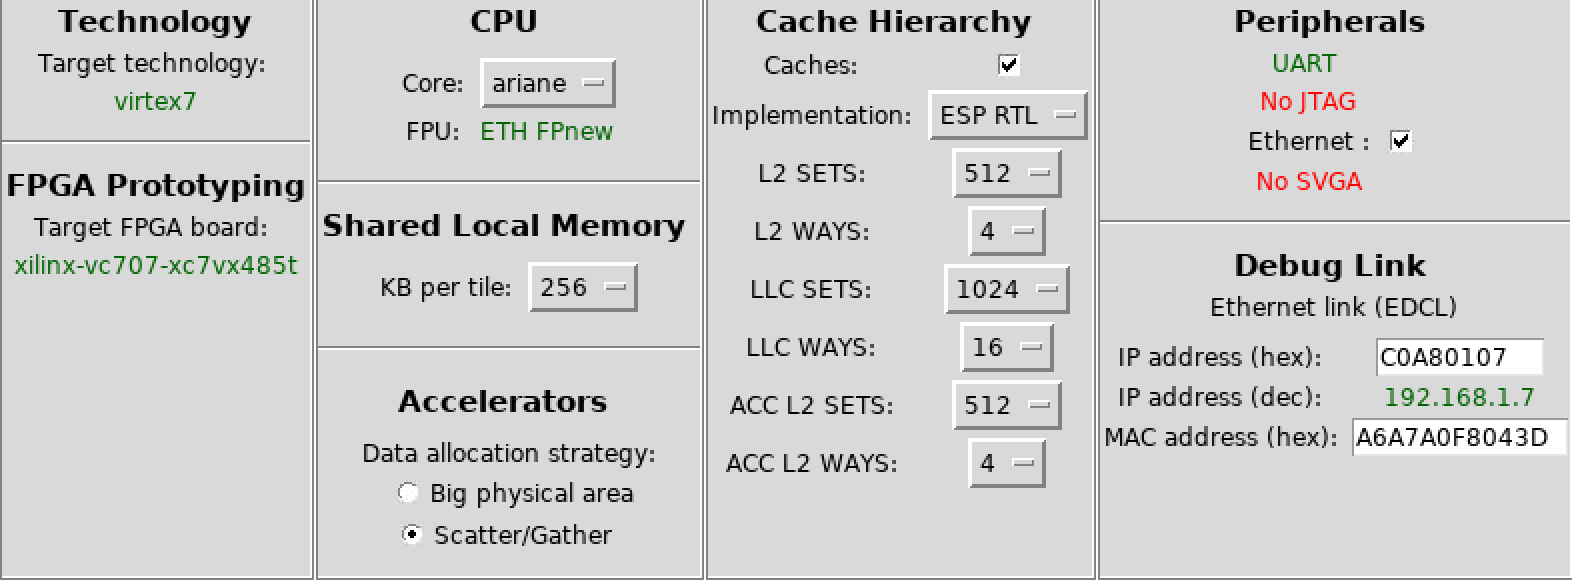 Technology
Target technology:
virtex7
FPGA Prototyping
Target FPGA board:
xilinx-vc707-xc7vx485t
CPU
Core: ariane
FPU: ETH FPnew
Shared Local Memory
KB per tile: 256
Accelerators
Data allocation strategy:
Big physical area
Scatter/Gather
Cache Hierarchy
Caches:
Implementation: ESP RTL
L2 SETS: 512
L2 WAYS: 4
LLC SETS: 1024
LLC WAYS: 16
ACC L2 SETS: 512
ACC L2 WAYS: 4
Peripherals
UART
No JTAG
Ethernet :
No SVGA
Debug Link
Ethernet link (EDCL)
IP address (hex): C0A80107
IP address (dec): 192.168.1.7
MAC address (hex): A6A7A0F8043D